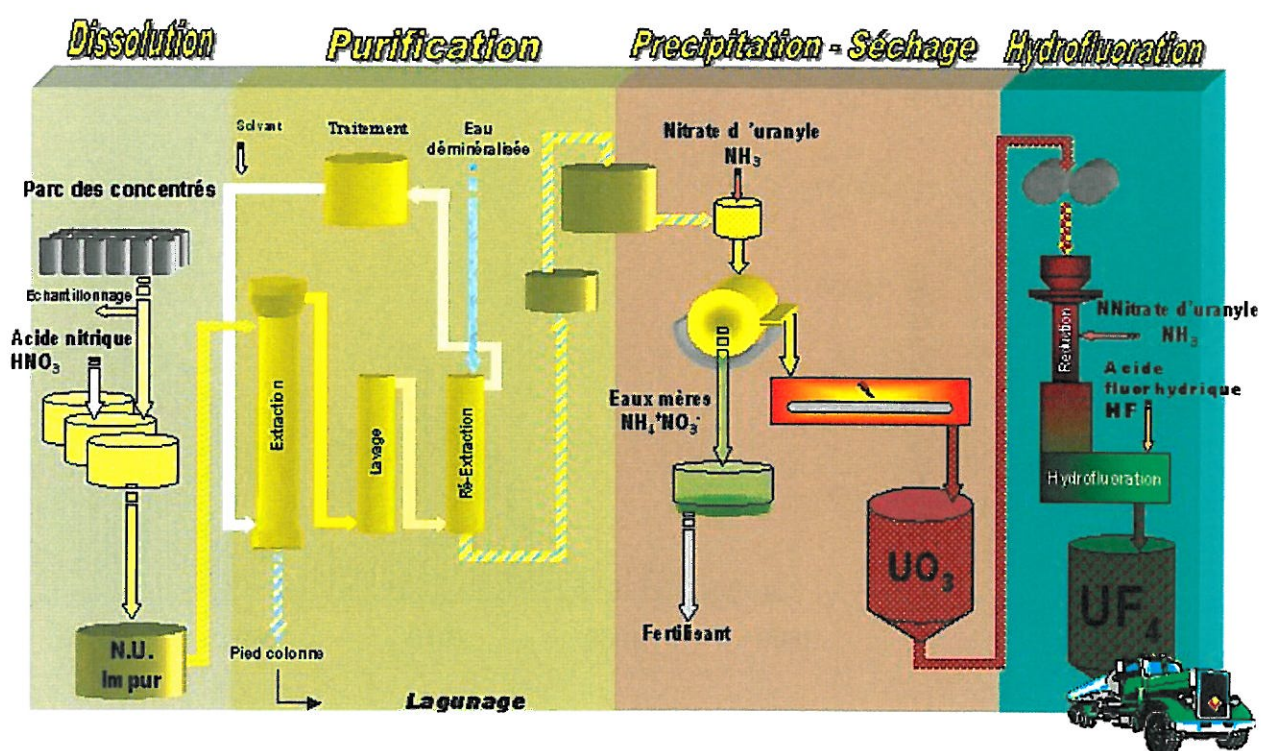 Dissolution
Purification
Precipitation - Séchage
Hydrofluoration
Parc des concentrés
Echantillonnage
Acide nitrique
HNO3
N.U.
Impur
Solvant
Traitement
Eau
déminéralisée
Extraction
Lavage
Ré-Extraction
Pied colonne
Lagunage
Nitrate d 'uranyle
NH3
Eaux mères
NH4+NO3-
Fertilisant
UO3
Réduction
NNitrate d'uranyle
NH3
Acide
fluorhydrique
HF
Hydrofluoration
UF4